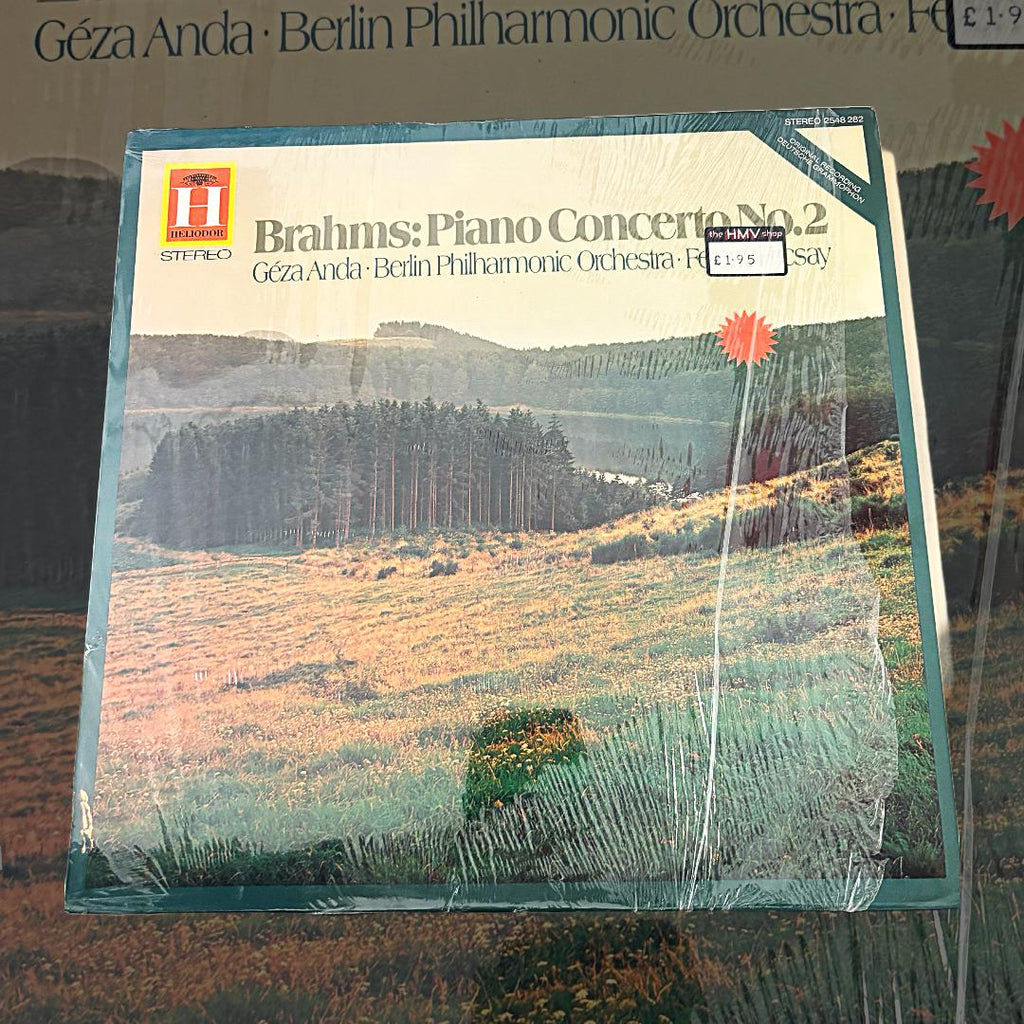 Géza Anda · Berlin Philharmonic Orchestra · Fe
£1·9
STEREO 2548 282
ORIGINAL RECORDING
DEUTSCHE GRAMMOPHON
H
HELIODOR
STEREO
Brahms: Piano Concerto No. 2
the HMV shop
£1·95
Géza Anda · Berlin Philharmonic Orchestra · Fe csay